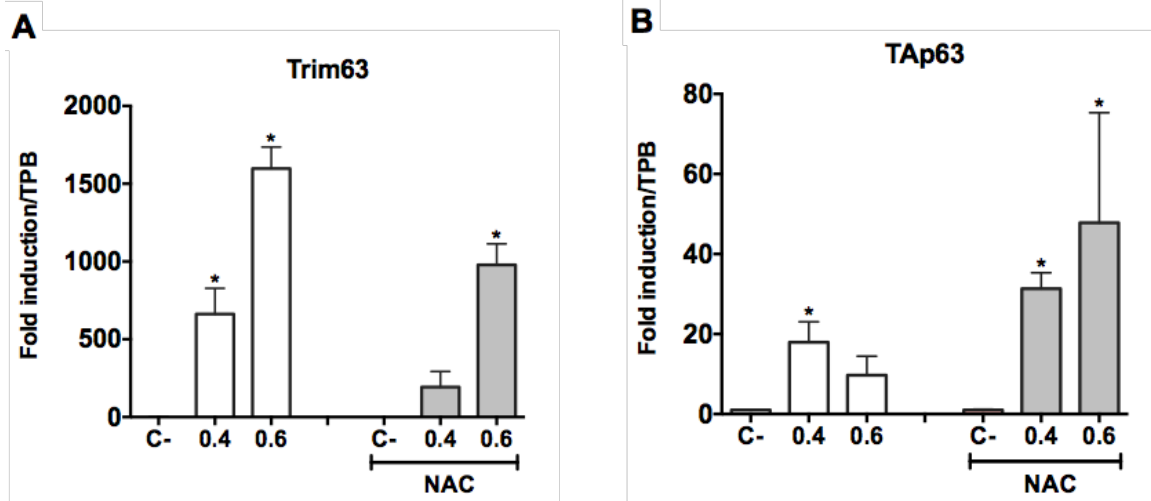 A
Trim63
Fold induction/TPB
2000
1500
1000
500
0
* * *
C- 0.4 0.6 C- 0.4 0.6
NAC
B
TAp63
Fold induction/TPB
80
60
40
20
0
* * *
C- 0.4 0.6 C- 0.4 0.6
NAC